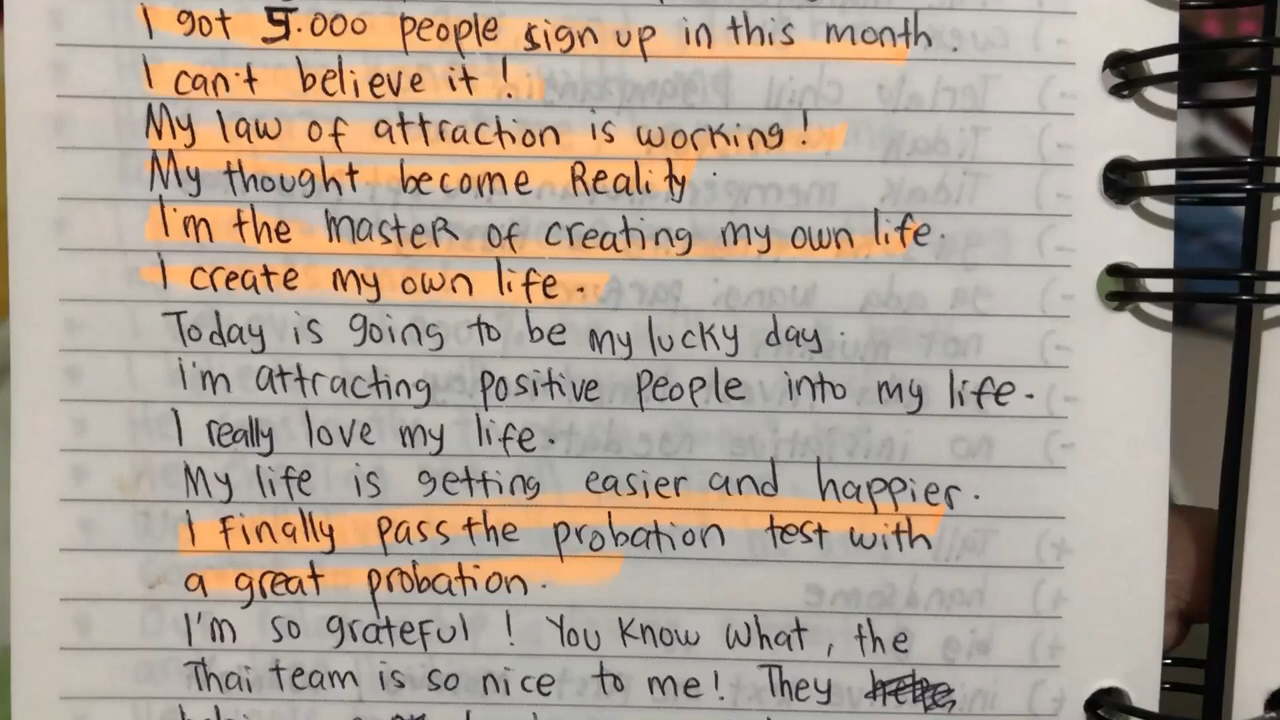 I got 5.000 people sign up in this month.
I can't believe it!
My law of attraction is working!
My thought become Reality.
I'm the master of creating my own life.
I create my own life.
Today is going to be my lucky day.
I'm attracting positive people into my life.
I really love my life.
My life is getting easier and happier.
I finally pass the probation test with
a great probation.
I'm so grateful! You know what, the
Thai team is so nice to me! They